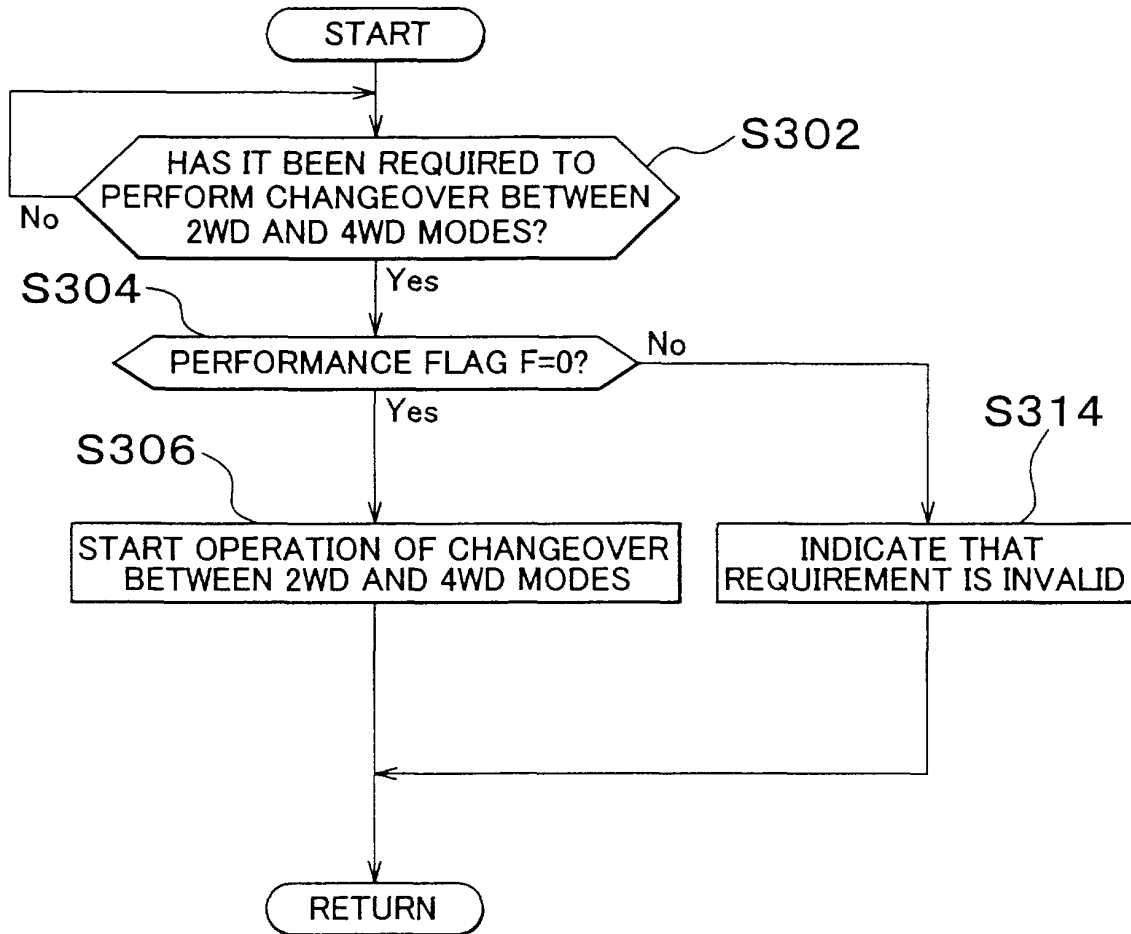 START
S302
HAS IT BEEN REQUIRED TO
PERFORM CHANGEOVER BETWEEN
2WD AND 4WD MODES?
No
Yes
S304
PERFORMANCE FLAG F=0?
No
Yes
S314
S306
START OPERATION OF CHANGEOVER
BETWEEN 2WD AND 4WD MODES
INDICATE THAT
REQUIREMENT IS INVALID
RETURN